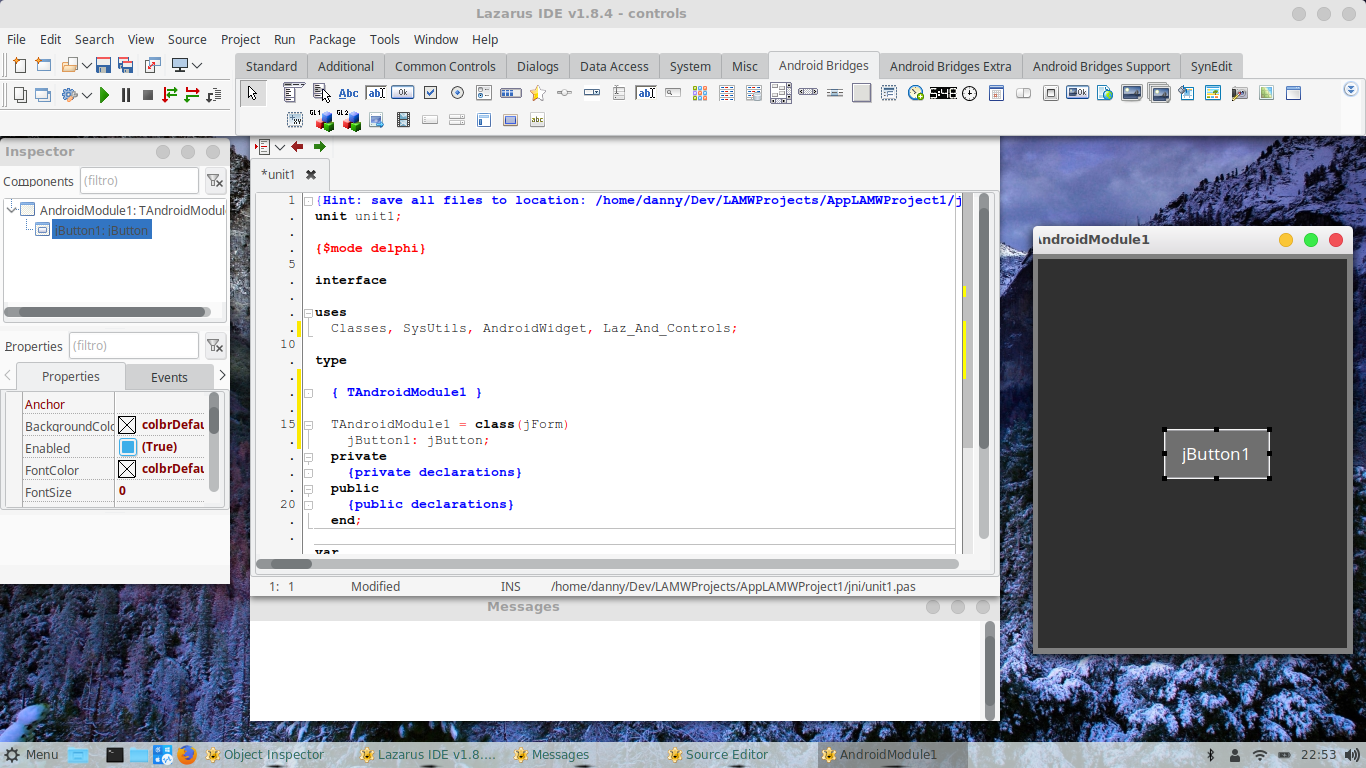 Lazarus IDE v1.8.4 - controls
File Edit Search View Source Project Run Package Tools Window Help
Standard Additional Common Controls Dialogs Data Access System Misc Android Bridges Android Bridges Extra Android Bridges Support SynEdit
Abc ab Ok
GL1 GL2 abc
Inspector
Components (filtro)
AndroidModule1: TAndroidModul
jButton1: jButton
Properties (filtro)
Properties Events
Anchor
BackgroundColo colbrDefau
Enabled (True)
FontColor colbrDefau
FontSize 0
*unit1
1 {Hint: save all files to location: /home/danny/Dev/LAMWProjects/AppLAMWProject1/j
. unit unit1;
.
. {$mode delphi}
5
. interface
.
. uses
. Classes, SysUtils, AndroidWidget, Laz_And_Controls;
10
. type
.
. { TAndroidModule1 }
.
15 TAndroidModule1 = class(jForm)
. jButton1: jButton;
. private
. {private declarations}
. public
20 {public declarations}
. end;
.
. var
1: 1 Modified INS /home/danny/Dev/LAMWProjects/AppLAMWProject1/jni/unit1.pas
Messages
AndroidModule1
jButton1
Menu Object Inspector Lazarus IDE v1.8.... Messages Source Editor AndroidModule1 22:53